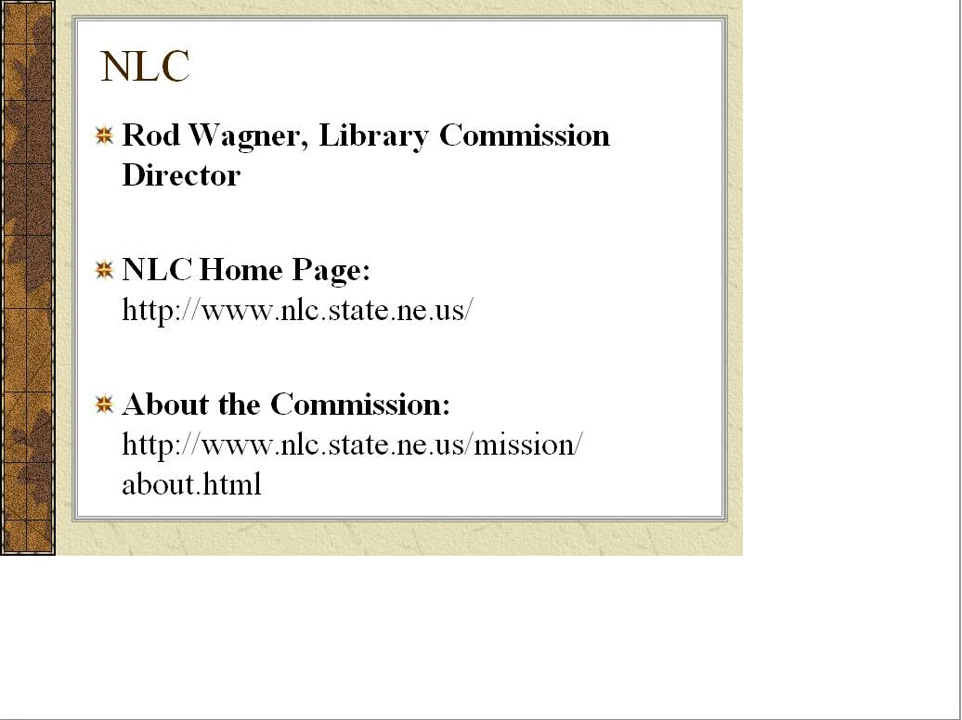 NLC
Rod Wagner, Library Commission
Director
NLC Home Page:
http://www.nlc.state.ne.us/
About the Commission:
http://www.nlc.state.ne.us/mission/
about.html